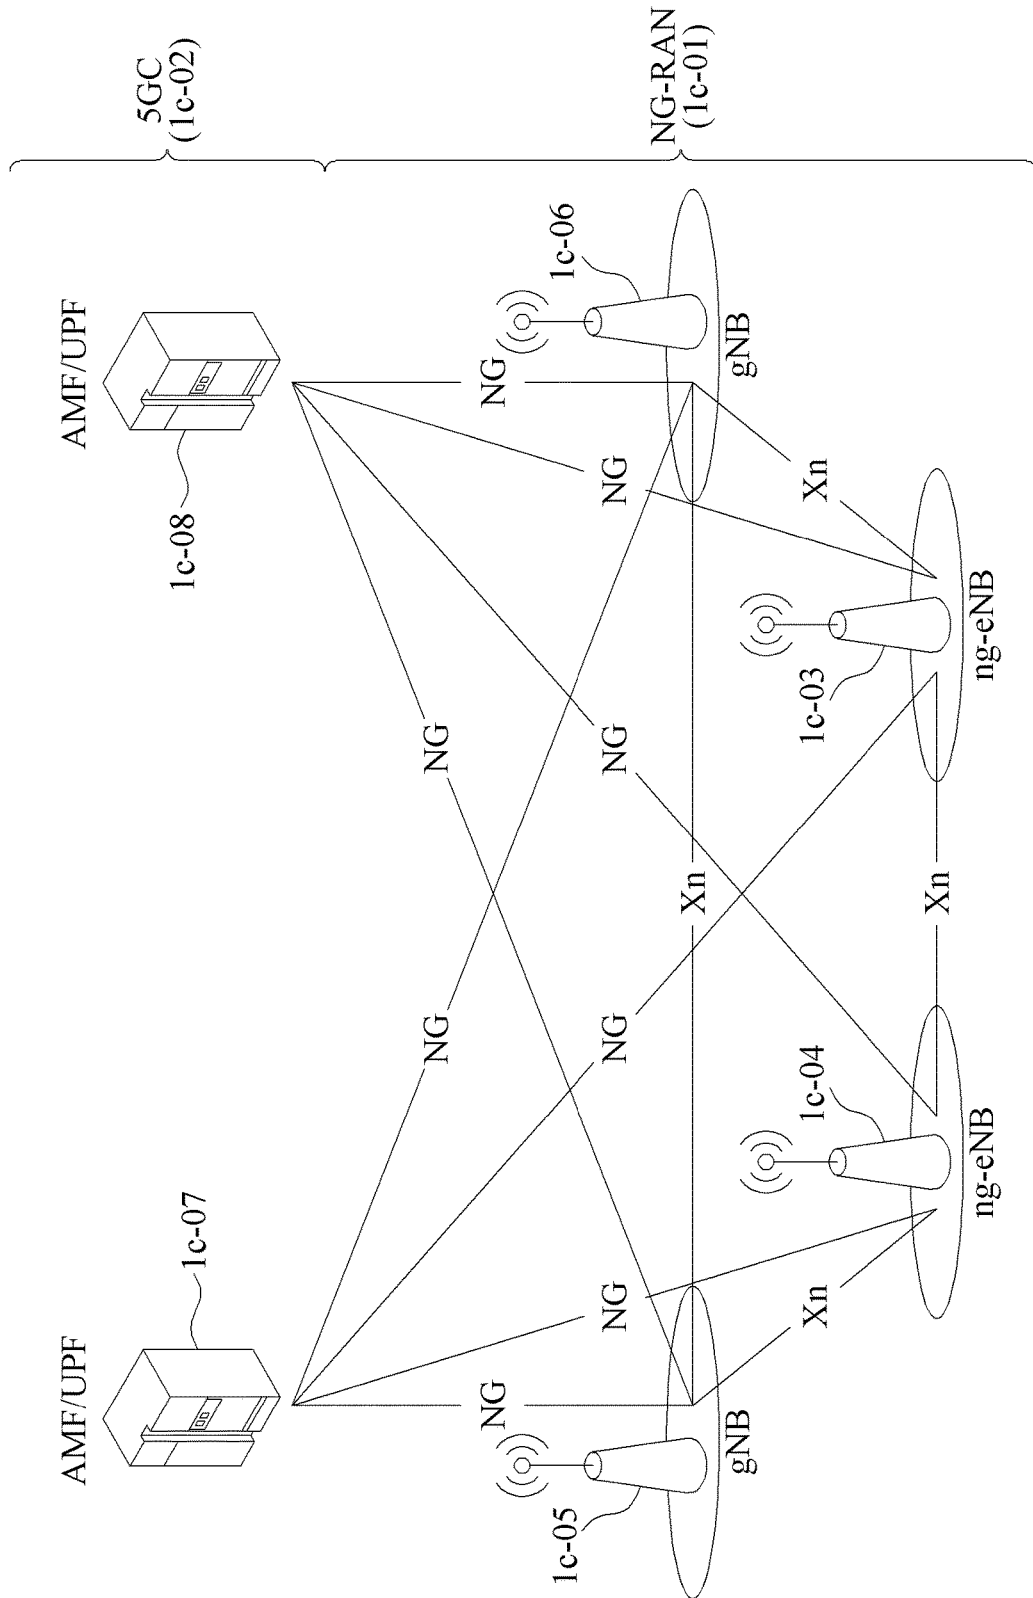 AMF/UPF
1c-07
AMF/UPF
1c-08
5GC
(1c-02)
NG
NG
NG
NG
1c-05
gNB
1c-06
gNB
NG
NG
NG
NG
NG-RAN
(1c-01)
Xn
Xn
Xn
1c-04
ng-eNB
1c-03
ng-eNB
Xn